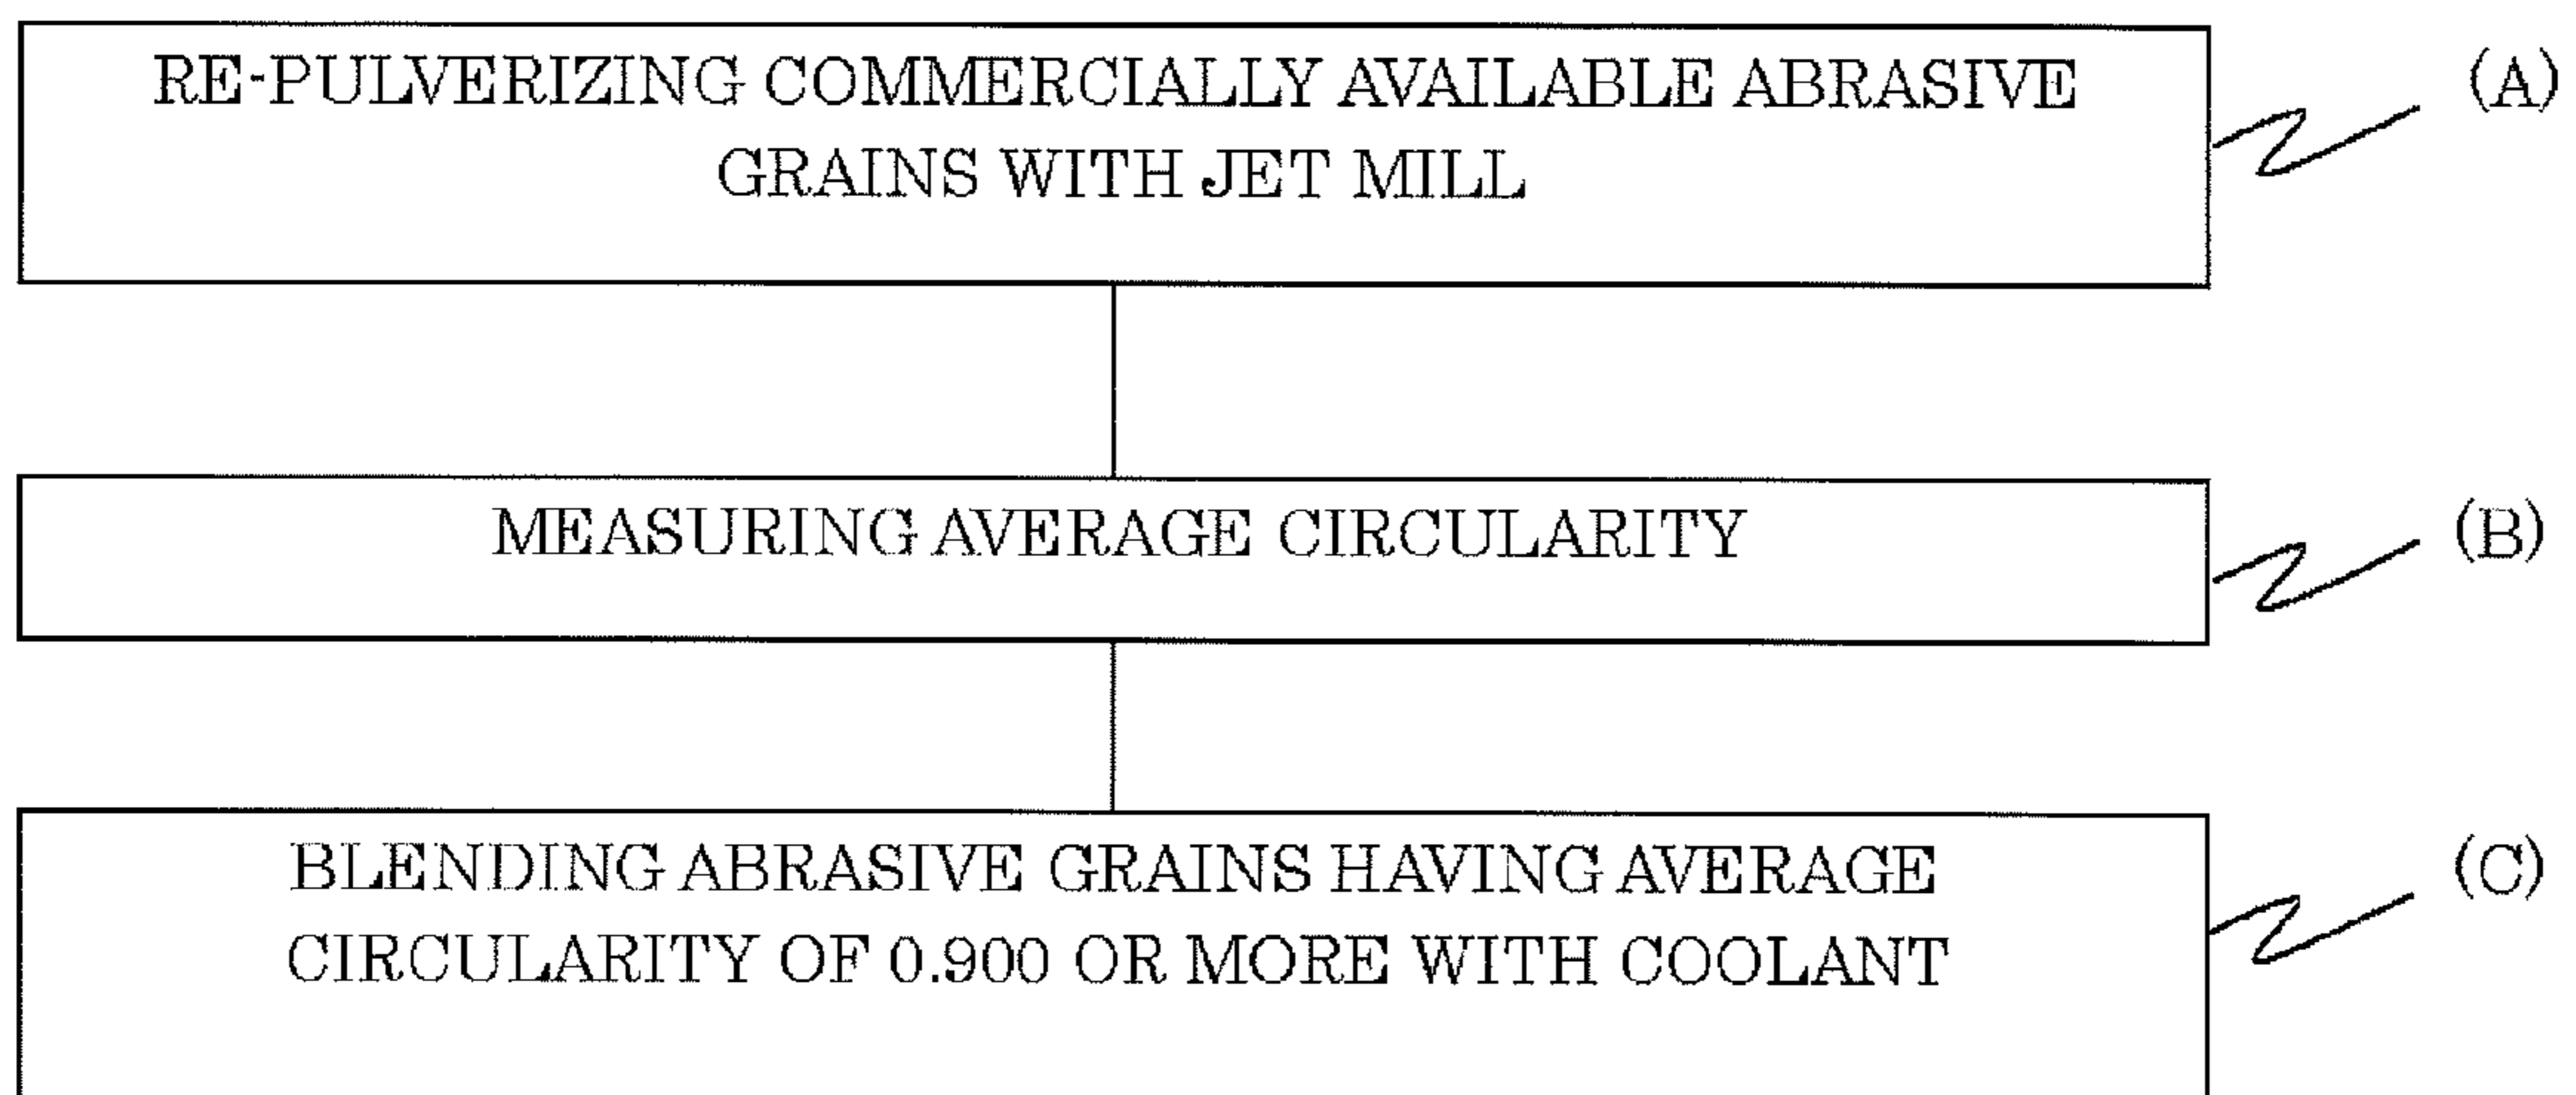 RE-PULVERIZING COMMERCIALLY AVAILABLE ABRASIVE
GRAINS WITH JET MILL
(A)
MEASURING AVERAGE CIRCULARITY
(B)
BLENDING ABRASIVE GRAINS HAVING AVERAGE
CIRCULARITY OF 0.900 OR MORE WITH COOLANT
(C)